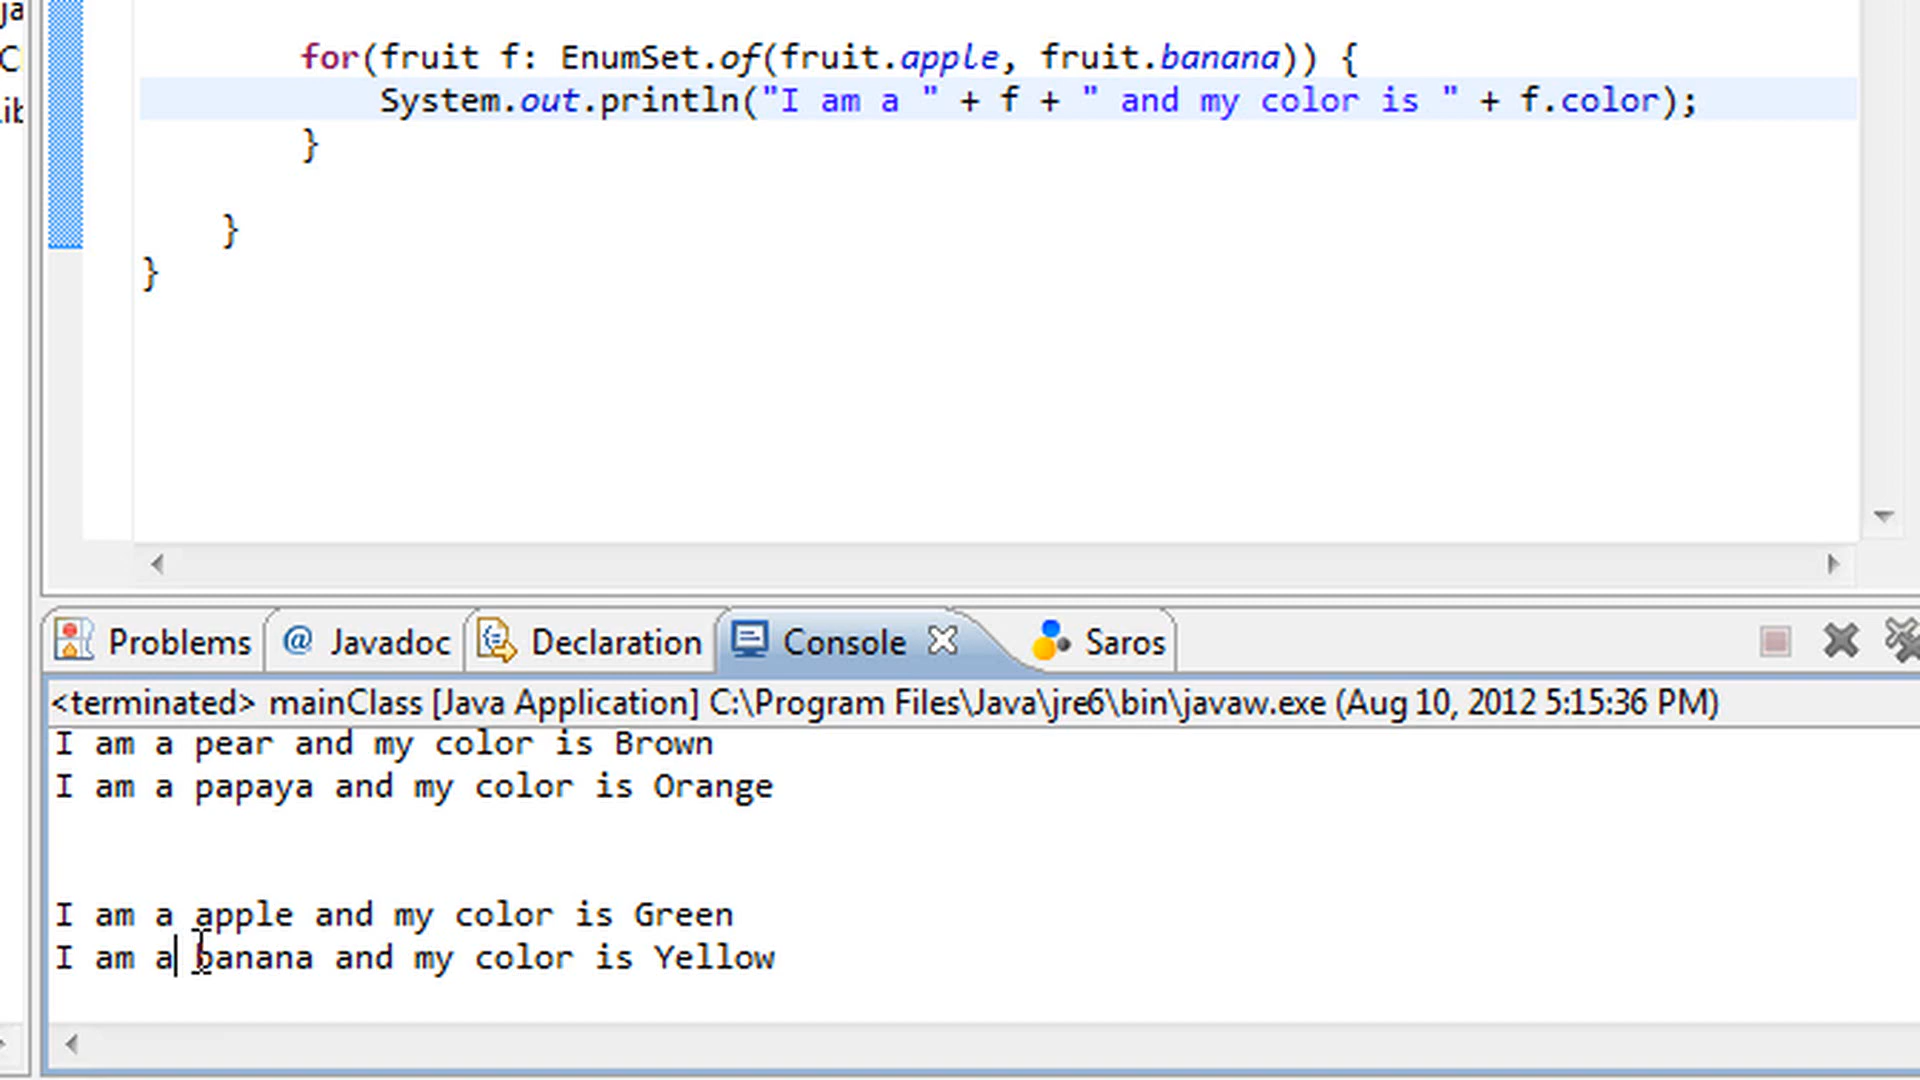 ja
C
ib
for(fruit f: EnumSet.of(fruit.apple, fruit.banana)) {
System.out.println("I am a " + f + " and my color is " + f.color);
}
}
}
Problems @ Javadoc Declaration Console Saros
<terminated> mainClass [Java Application] C:\Program Files\Java\jre6\bin\javaw.exe (Aug 10, 2012 5:15:36 PM)
I am a pear and my color is Brown
I am a papaya and my color is Orange
I am a apple and my color is Green
I am a banana and my color is Yellow